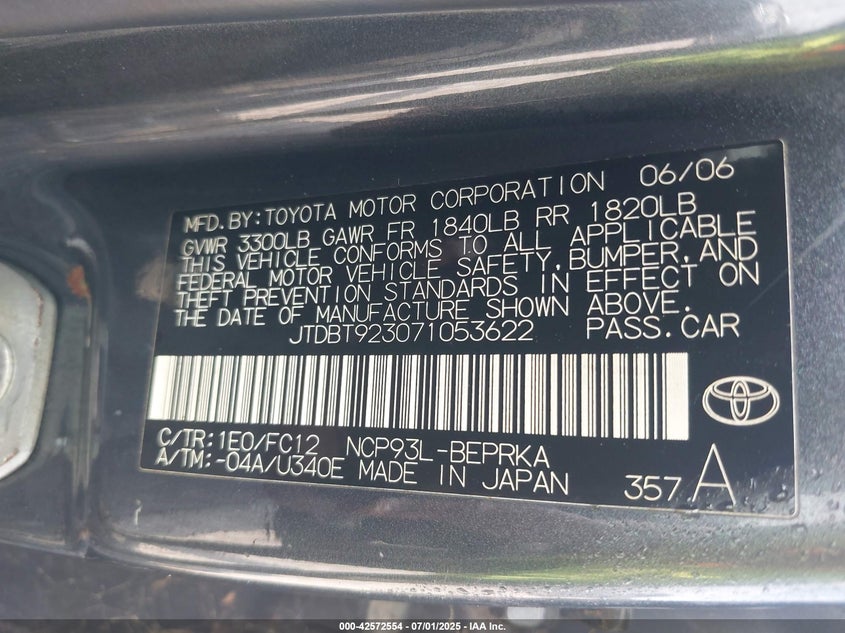 MFD.BY:TOYOTA MOTOR CORPORATION 06/06
GVWR 3300LB GAWR FR 1840LB RR 1820LB
THIS VEHICLE CONFORMS TO ALL APPLICABLE
FEDERAL MOTOR VEHICLE SAFETY,BUMPER,AND
THEFT PREVENTION STANDARDS IN EFFECT ON
THE DATE OF MANUFACTURE SHOWN ABOVE.
JTDBT923071053622 PASS.CAR
C/TR:1E0/FC12 NCP93L-BEPRKA
A/TM:-04A/U340E MADE IN JAPAN
357A
000-42572554 - 07/01/2025 - IAA Inc.